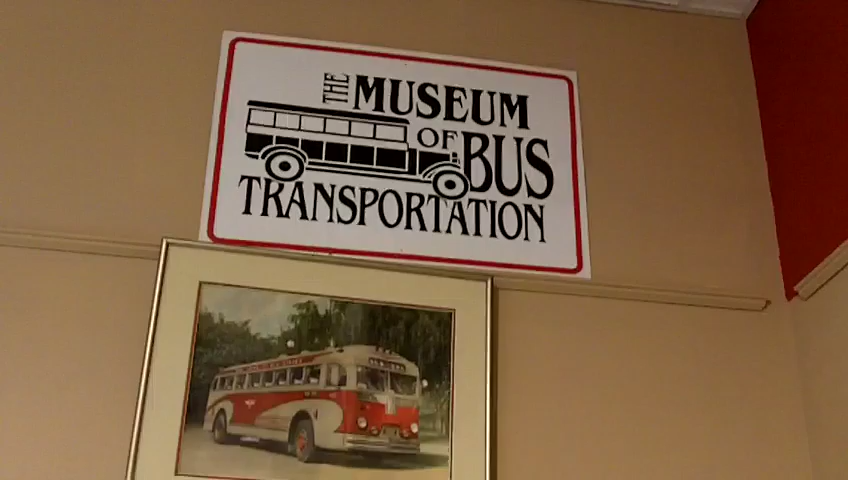 THE MUSEUM
OF
BUS
TRANSPORTATION